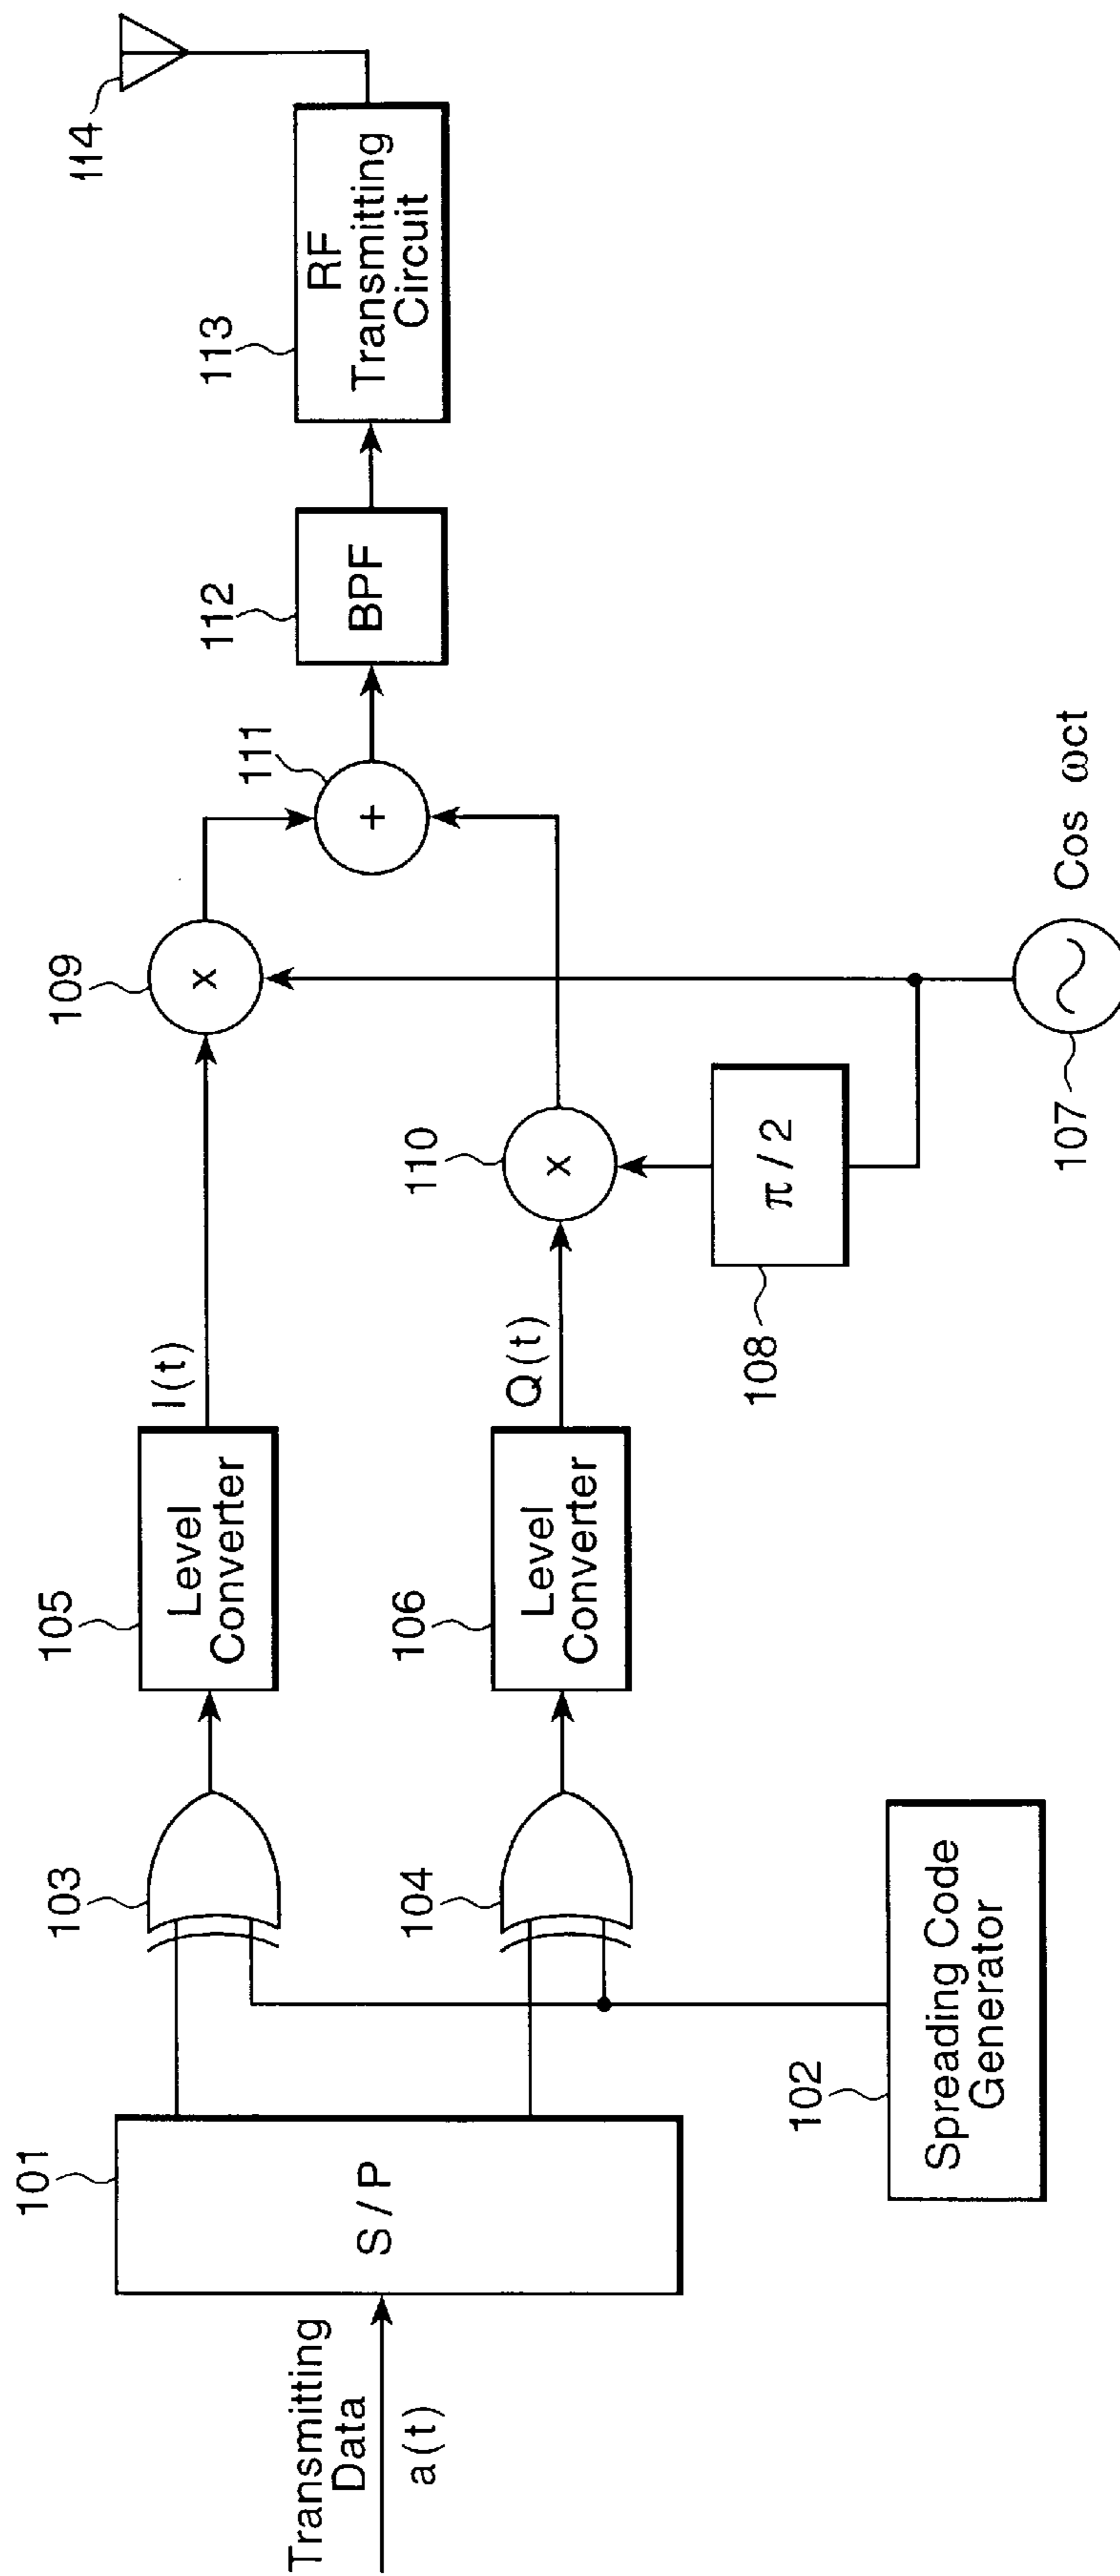 Transmitting
Data
a(t)
101
S/P
102
Spreading Code
Generator
103
104
105
Level
Converter
106
Level
Converter
I(t)
Q(t)
108
π/2
107
Cos ωct
109
x
110
x
111
+
112
BPF
113
RF
Transmitting
Circuit
114